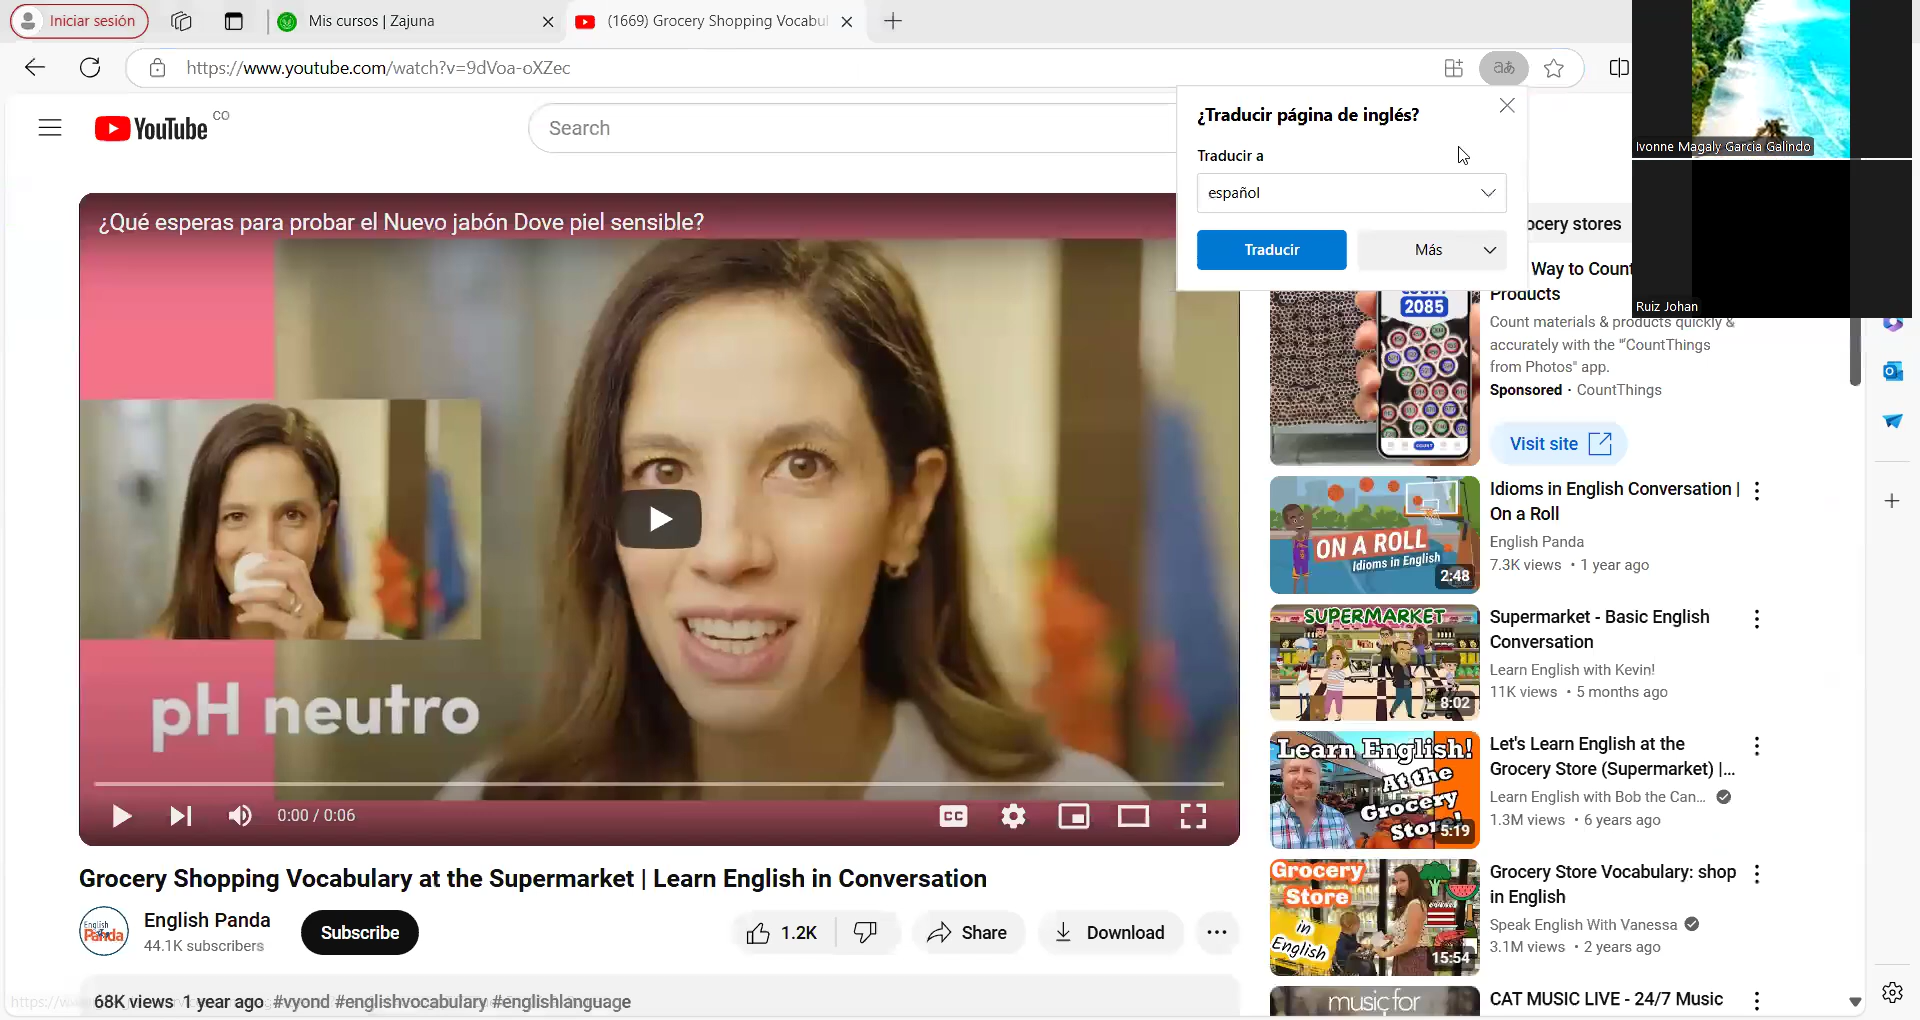 Iniciar sesión
Mis cursos | Zajuna
(1669) Grocery Shopping Vocabul
https://www.youtube.com/watch?v=9dVoa-oXZec
YouTube CO
Search
¿Traducir página de inglés?
Traducir a
español
Traducir
Más
Ivonne Magaly Garcia Galindo
Ruiz Johan
¿Qué esperas para probar el Nuevo jabón Dove piel sensible?
pH neutro
0:00 / 0:06
CC
Grocery Shopping Vocabulary at the Supermarket | Learn English in Conversation
English Panda
English Panda
44.1K subscribers
Subscribe
1.2K
Share
Download
68K views 1 year ago #vyond #englishvocabulary #englishlanguage
ocery stores
Way to Count
Products
Count materials & products quickly &
accurately with the "CountThings
from Photos" app.
Sponsored · CountThings
Visit site
COUNT
2085
ON A ROLL
Idioms in English
2:48
Idioms in English Conversation |
On a Roll
English Panda
7.3K views • 1 year ago
SUPERMARKET
8:02
Supermarket - Basic English
Conversation
Learn English with Kevin!
11K views • 5 months ago
Learn English!
At the
Grocery
Store!
5:19
Let's Learn English at the
Grocery Store (Supermarket) |...
Learn English with Bob the Can...
1.3M views • 6 years ago
Grocery
Store
in
English
15:54
Grocery Store Vocabulary: shop
in English
Speak English With Vanessa
3.1M views • 2 years ago
music for
CAT MUSIC LIVE - 24/7 Music